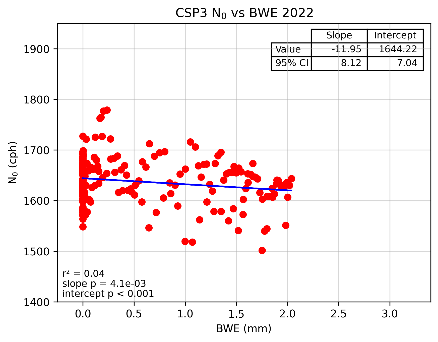 CSP3 N₀ vs BWE 2022
Slope Intercept
Value -11.95 1644.22
95% CI 8.12 7.04
N₀ (cph)
1900
1800
1700
1600
1500
1400
r² = 0.04
slope p = 4.1e-03
intercept p < 0.001
0.0 0.5 1.0 1.5 2.0 2.5 3.0
BWE (mm)